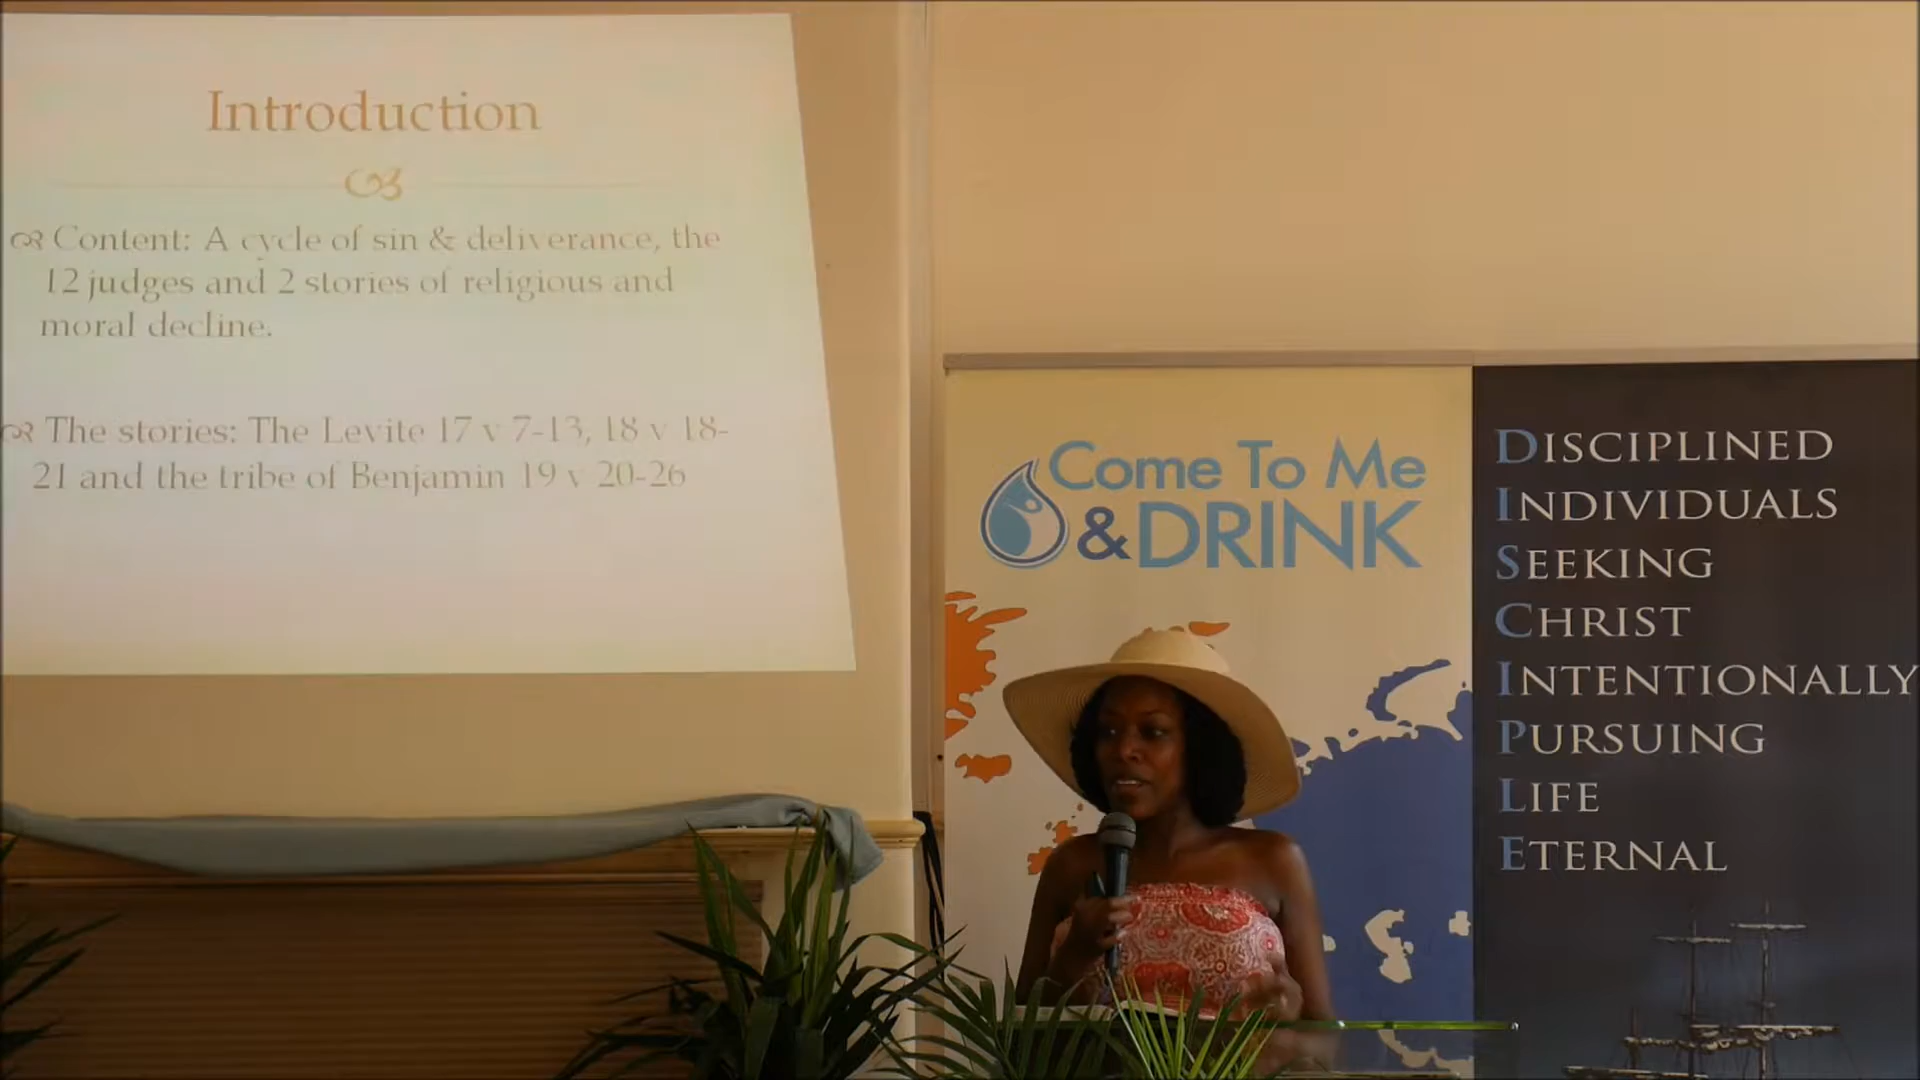 Introduction
Content: A cycle of sin & deliverance, the
12 judges and 2 stories of religious and
moral decline.
The stories: The Levite 17 v 7-13, 18 v 18-
21 and the tribe of Benjamin 19 v 20-26
Come To Me
& DRINK
DISCIPLINED
INDIVIDUALS
SEEKING
CHRIST
INTENTIONALLY
PURSUING
LIFE
ETERNAL